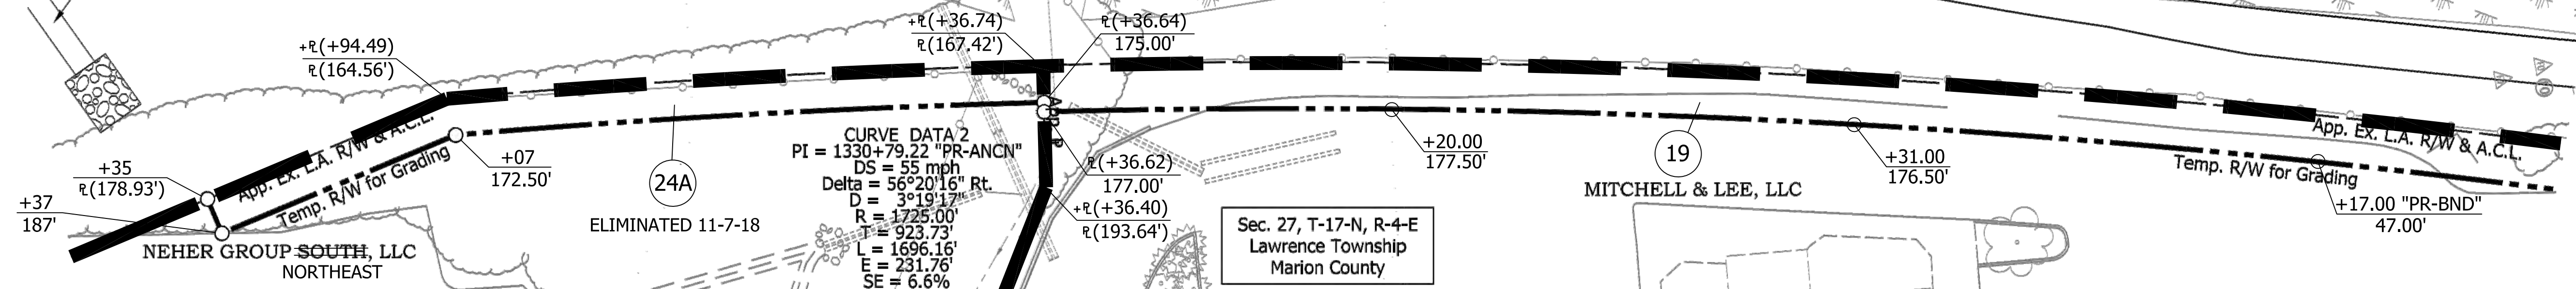 +℞(+94.49)
℞(164.56')
+℞(+36.74)
℞(167.42')
℞(+36.64)
175.00'
+35
℞(178.93')
+37
187'
App. Ex. L.A. R/W & A.C.L.
Temp. R/W for Grading
+07
172.50'
24A
ELIMINATED 11-7-18
NEHER GROUP SOUTH, LLC
NORTHEAST
CURVE DATA 2
PI = 1330+79.22 "PR-ANCN"
DS = 55 mph
Delta = 56°20'16" Rt.
D = 3°19'17"
R = 1725.00'
T = 923.73'
L = 1696.16'
E = 231.76'
SE = 6.6%
℞(+36.62)
177.00'
+℞(+36.40)
℞(193.64')
Sec. 27, T-17-N, R-4-E
Lawrence Township
Marion County
+20.00
177.50'
19
MITCHELL & LEE, LLC
+31.00
176.50'
App. Ex. L.A. R/W & A.C.L.
Temp. R/W for Grading
+17.00 "PR-BND"
47.00'